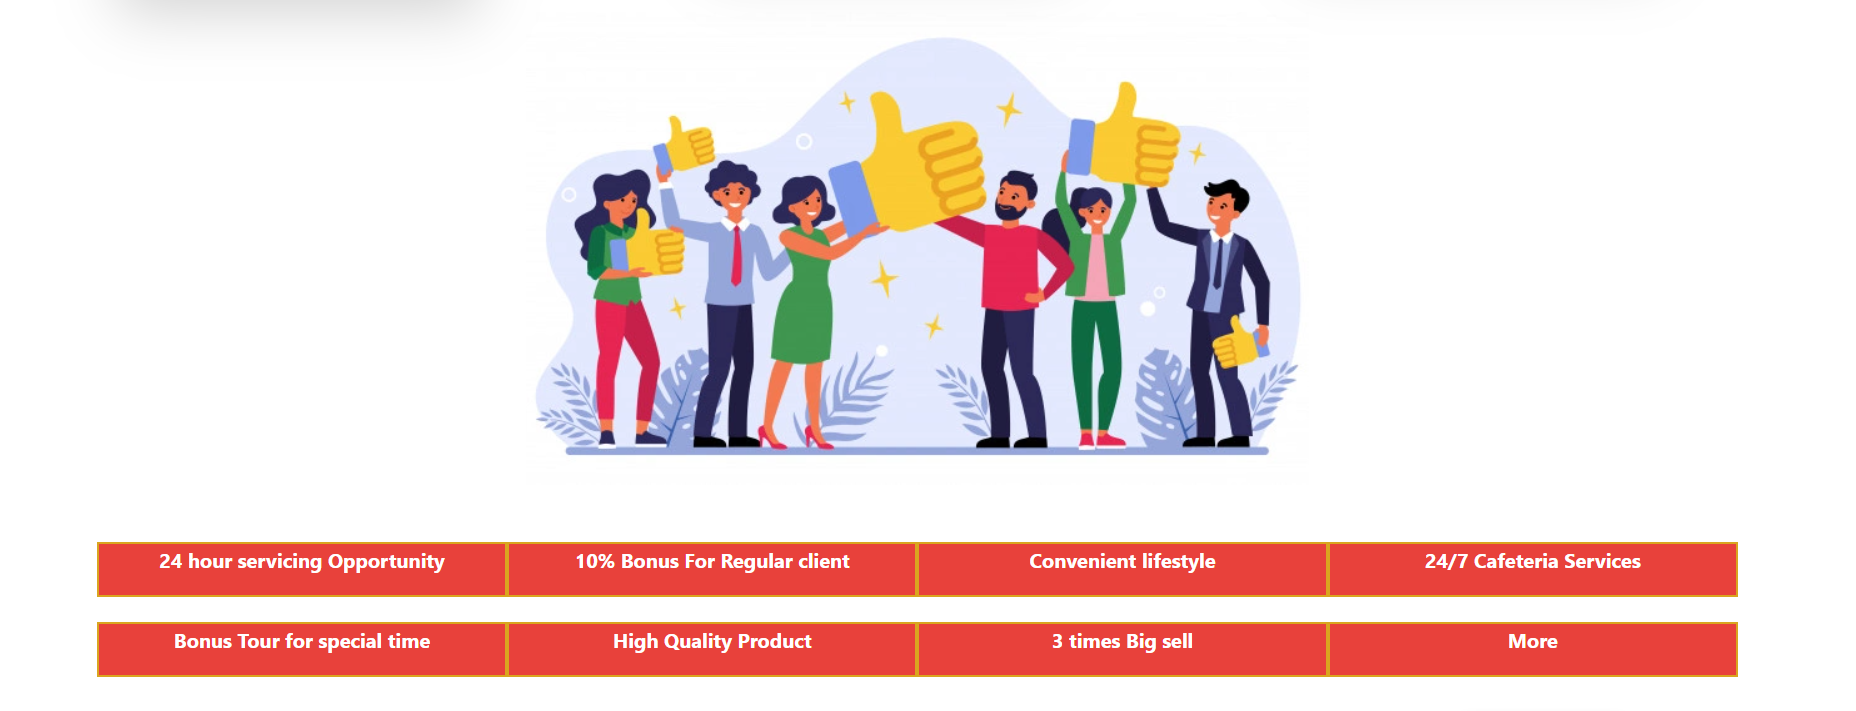 24 hour servicing Opportunity
10% Bonus For Regular client
Convenient lifestyle
24/7 Cafeteria Services
Bonus Tour for special time
High Quality Product
3 times Big sell
More